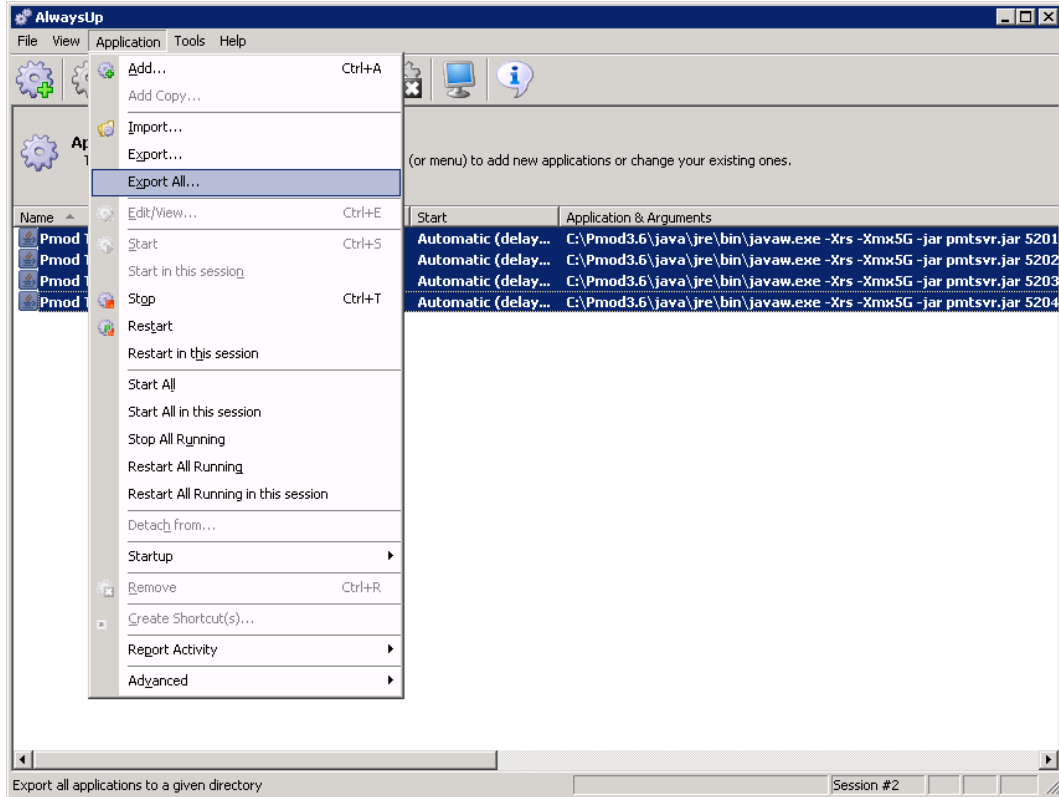 AlwaysUp
File View Application Tools Help
Add... Ctrl+A
Add Copy...
Import...
Export...
(or menu) to add new applications or change your existing ones.
Export All...
Name Start Application & Arguments
Edit/View... Ctrl+E
Pmod Automatic (delay... C:\Pmod3.6\java\jre\bin\javaw.exe -Xrs -Xmx5G -jar pmtsvr.jar 5201
Start Ctrl+S
Pmod Automatic (delay... C:\Pmod3.6\java\jre\bin\javaw.exe -Xrs -Xmx5G -jar pmtsvr.jar 5202
Start in this session
Pmod Automatic (delay... C:\Pmod3.6\java\jre\bin\javaw.exe -Xrs -Xmx5G -jar pmtsvr.jar 5203
Stop Ctrl+T
Pmod Automatic (delay... C:\Pmod3.6\java\jre\bin\javaw.exe -Xrs -Xmx5G -jar pmtsvr.jar 5204
Restart
Restart in this session
Start All
Start All in this session
Stop All Running
Restart All Running
Restart All Running in this session
Detach from...
Startup
Remove Ctrl+R
Create Shortcut(s)...
Report Activity
Advanced
Export all applications to a given directory Session #2